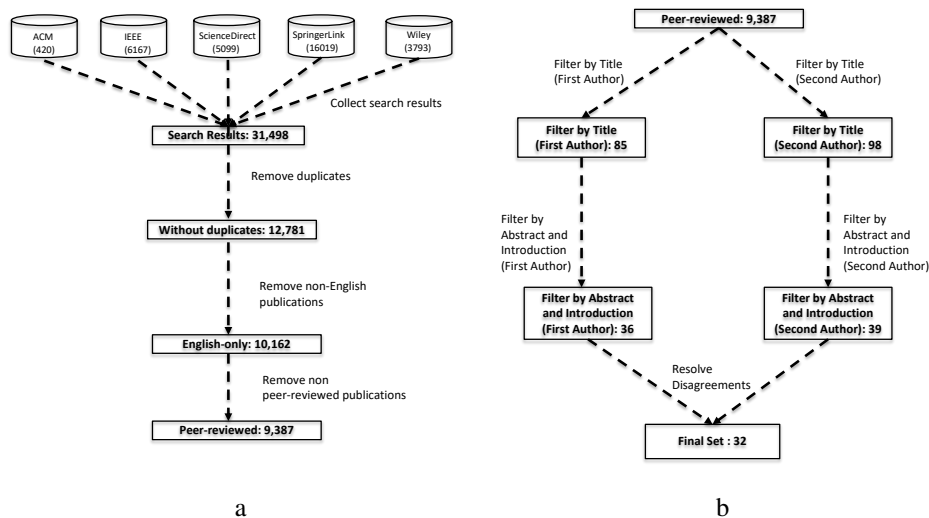 ACM
(420)
IEEE
(6167)
ScienceDirect
(5099)
SpringerLink
(16019)
Wiley
(3793)
Collect search results
Search Results: 31,498
Remove duplicates
Without duplicates: 12,781
Remove non-English
publications
English-only: 10,162
Remove non
peer-reviewed publications
Peer-reviewed: 9,387
a
Peer-reviewed: 9,387
Filter by Title
(First Author)
Filter by Title
(Second Author)
Filter by Title
(First Author): 85
Filter by Title
(Second Author): 98
Filter by
Abstract and
Introduction
(First Author)
Filter by
Abstract and
Introduction
(Second Author)
Filter by Abstract
and Introduction
(First Author): 36
Filter by Abstract
and Introduction
(Second Author): 39
Resolve
Disagreements
Final Set : 32
b